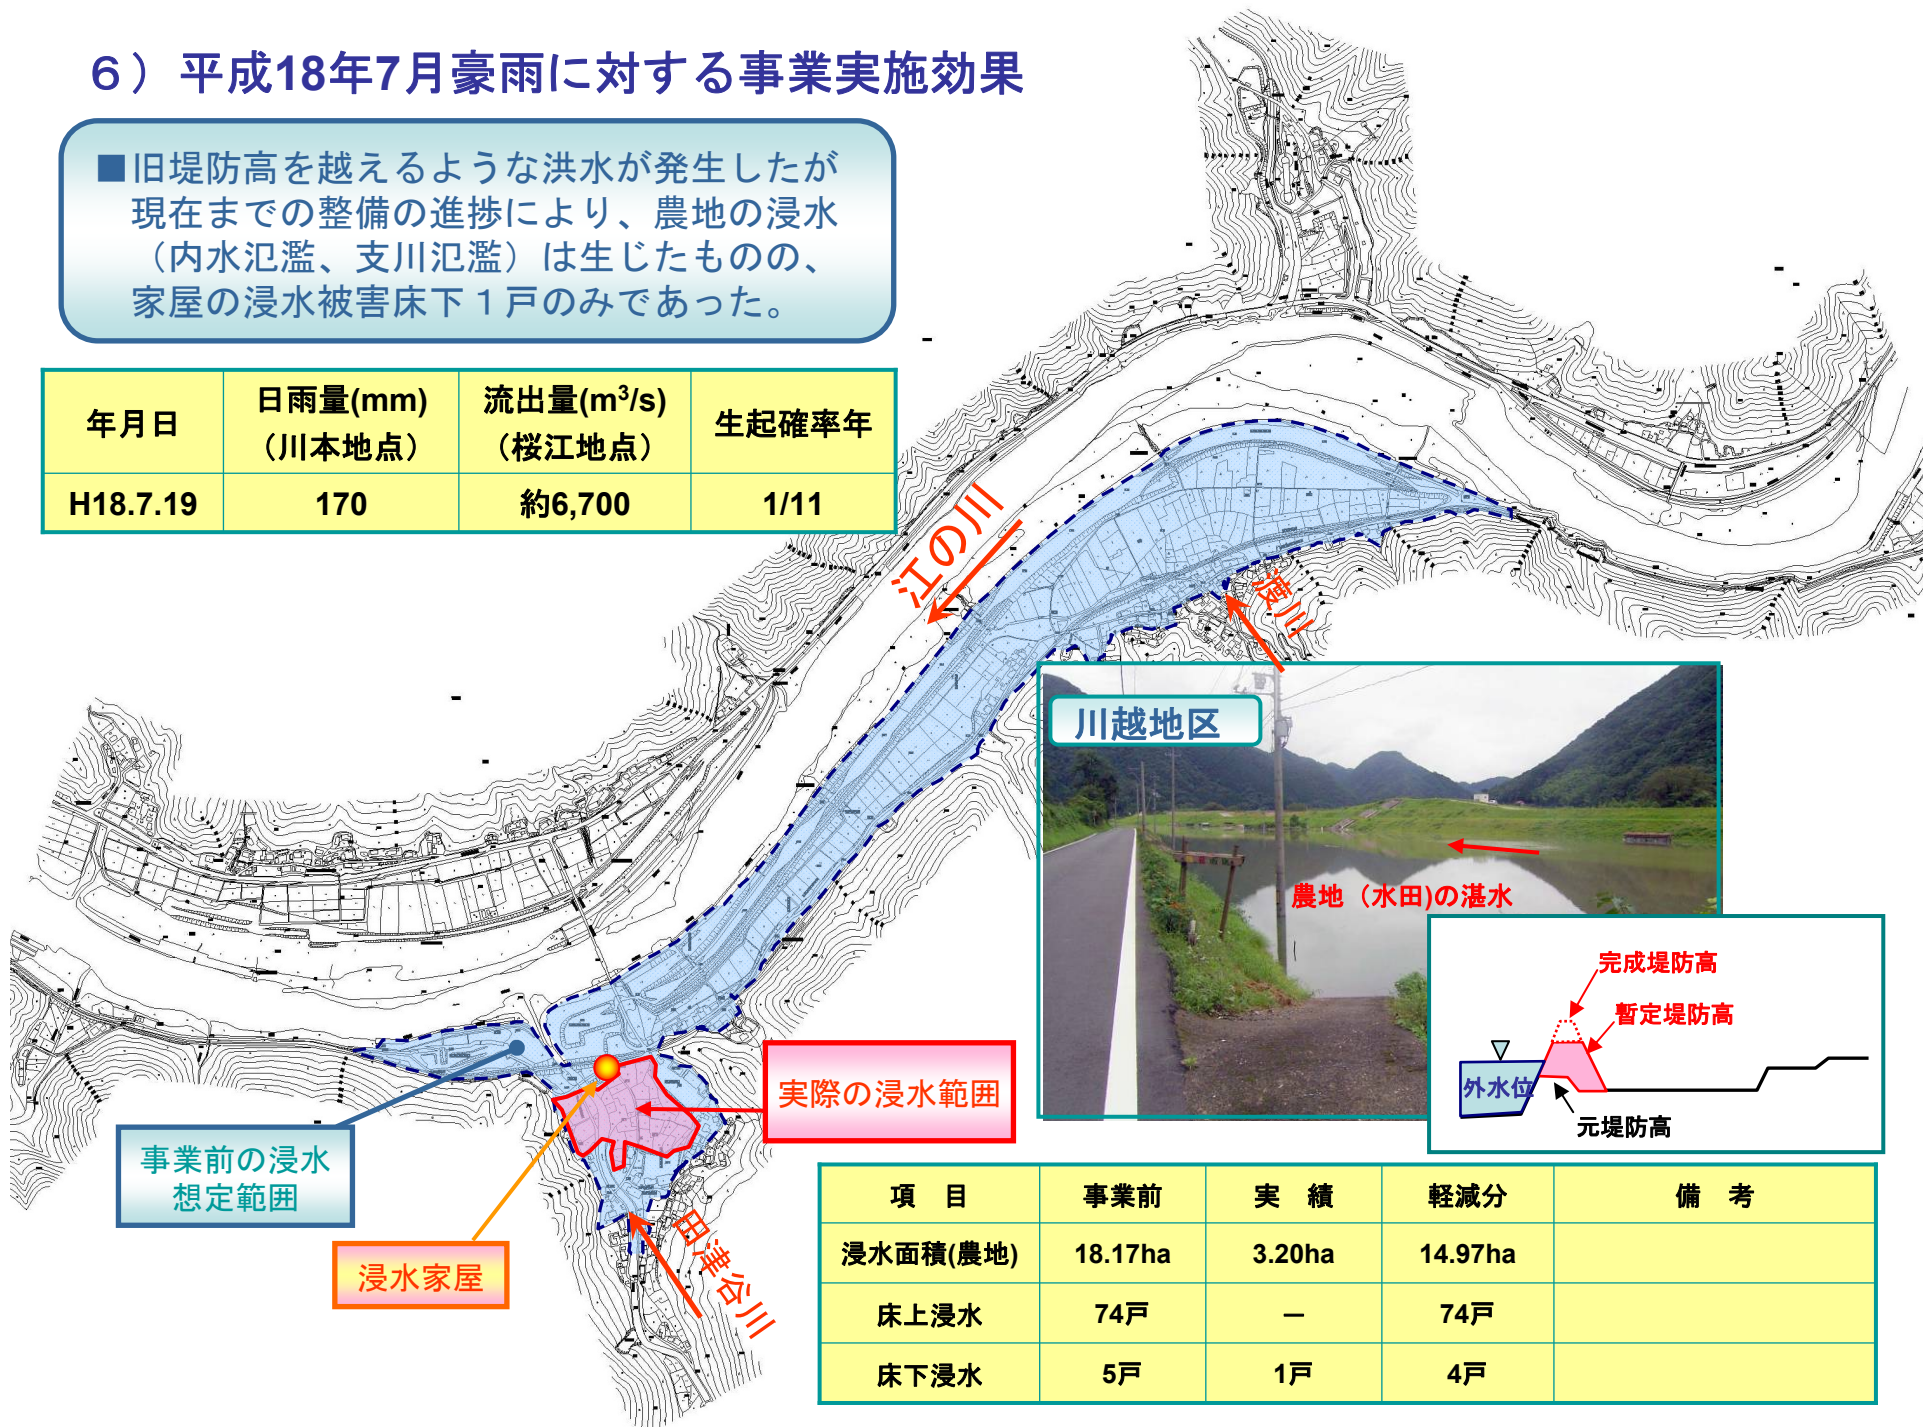 ６）平成18年7月豪雨に対する事業実施効果
■旧堤防高を越えるような洪水が発生したが
現在までの整備の進捗により、農地の浸水
（内水氾濫、支川氾濫）は生じたものの、
家屋の浸水被害床下１戸のみであった。
年月日 日雨量(mm)（川本地点） 流出量(m³/s)（桜江地点） 生起確率年
H18.7.19 170 約6,700 1/11
江の川
渡川
川越地区
農地（水田)の湛水
完成堤防高
暫定堤防高
外水位
元堤防高
実際の浸水範囲
事業前の浸水
想定範囲
浸水家屋
田津谷川
項　目 事業前 実　績 軽減分 備　考
浸水面積(農地) 18.17ha 3.20ha 14.97ha
床上浸水 74戸 － 74戸
床下浸水 5戸 1戸 4戸